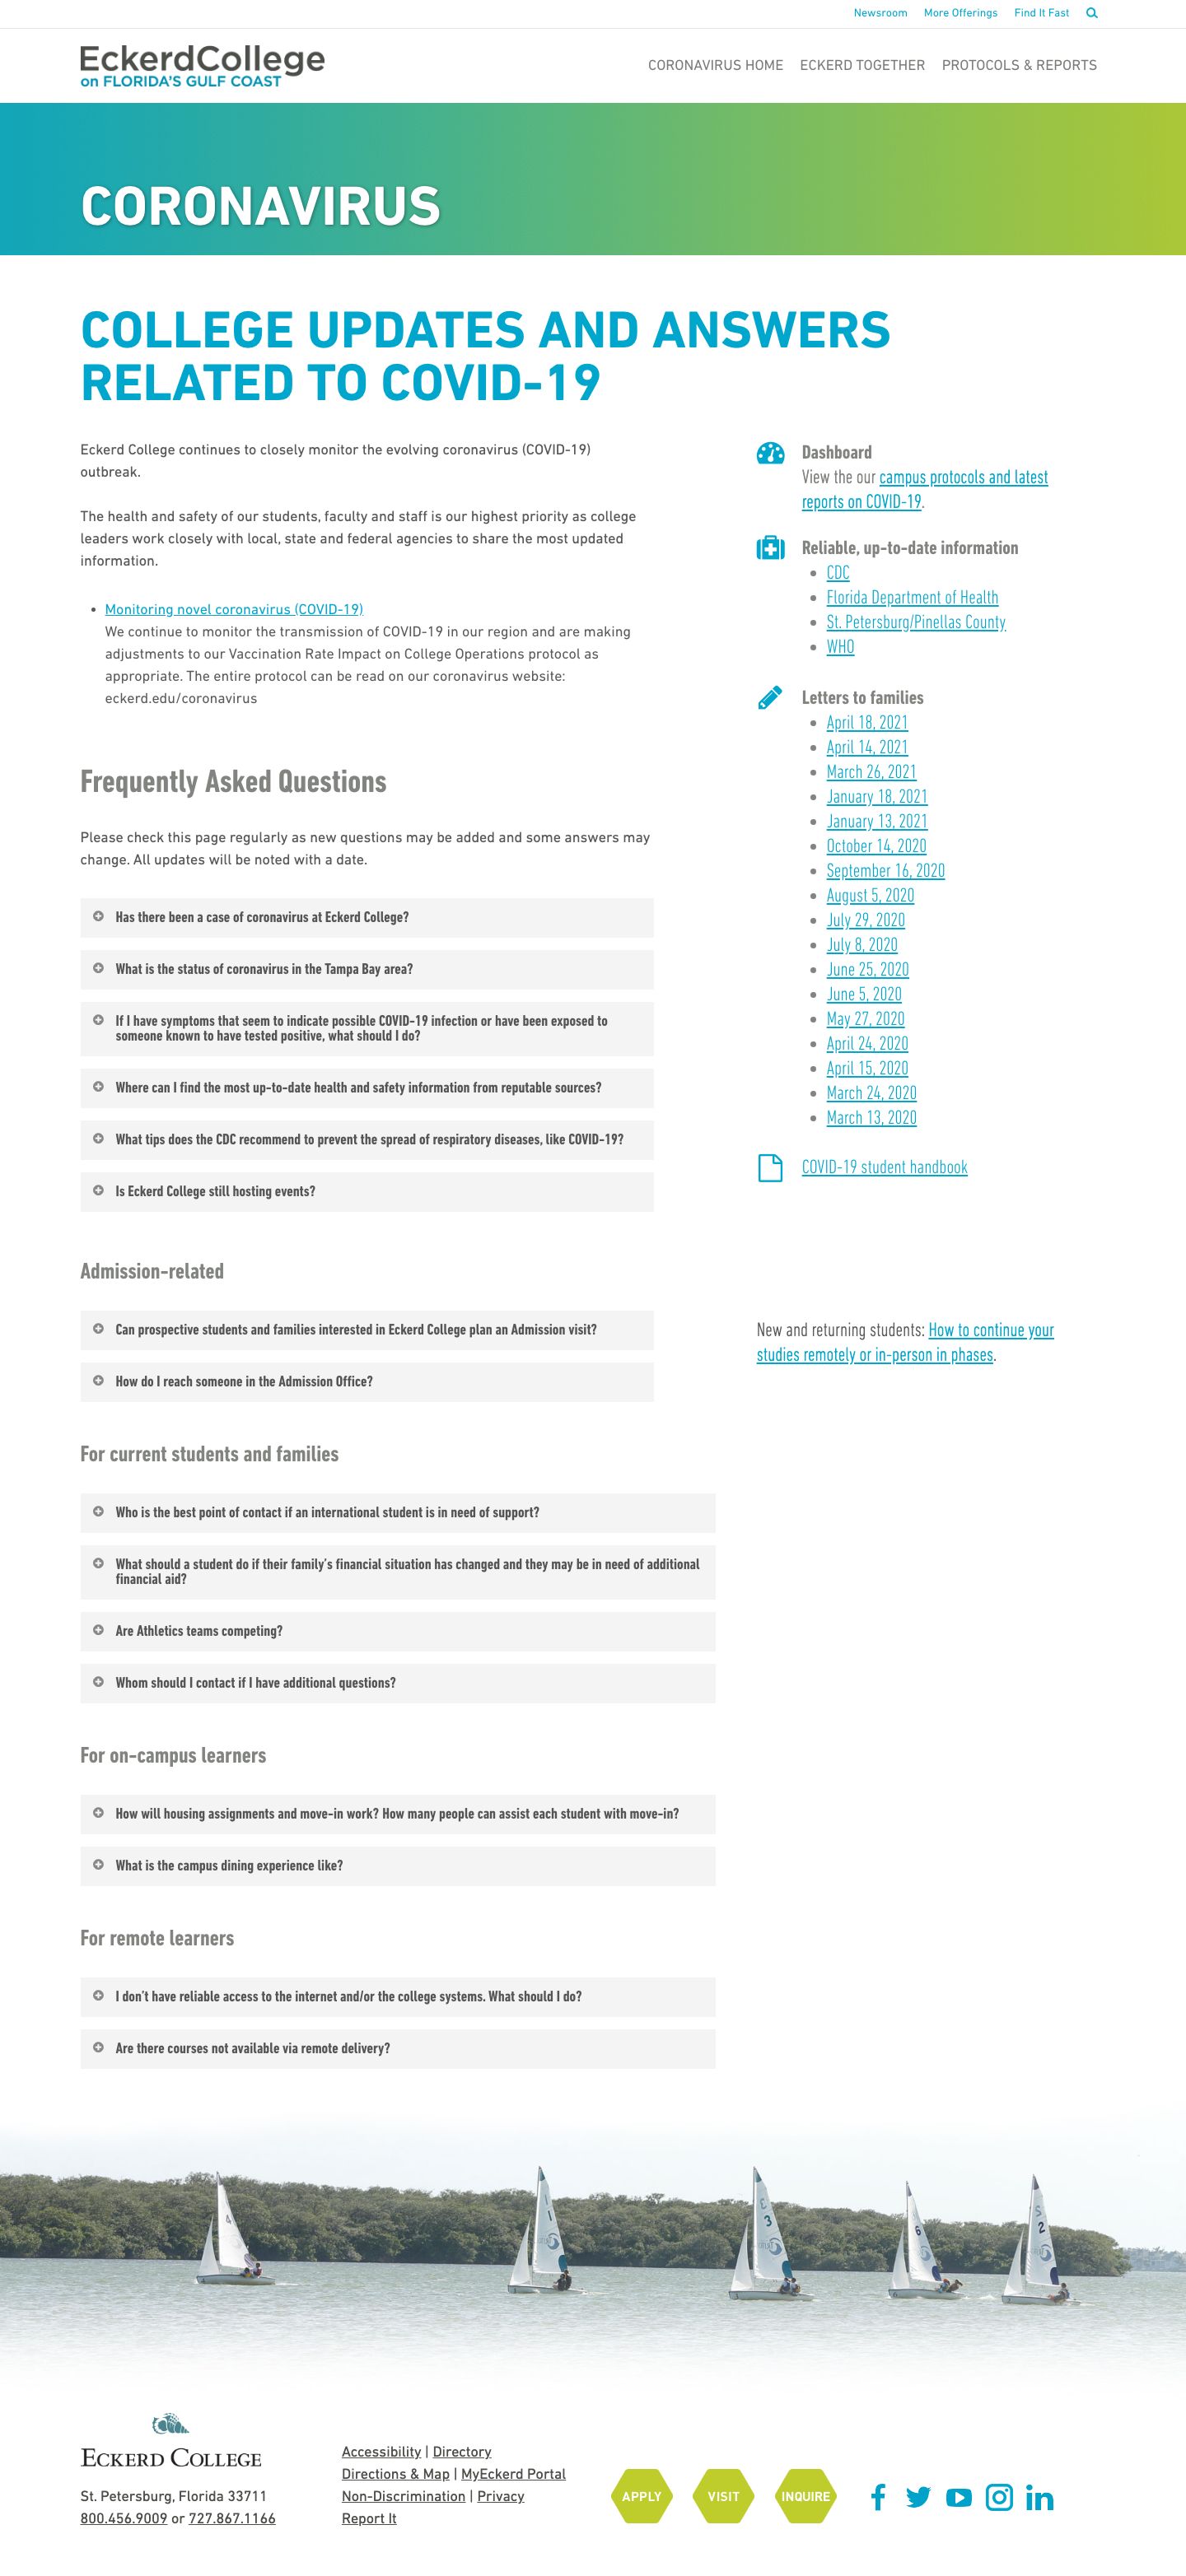 Newsroom More Offerings Find It Fast
EckerdCollege
on FLORIDA'S GULF COAST
CORONAVIRUS HOME ECKERD TOGETHER PROTOCOLS & REPORTS
CORONAVIRUS
COLLEGE UPDATES AND ANSWERS
RELATED TO COVID-19
Eckerd College continues to closely monitor the evolving coronavirus (COVID-19)
outbreak.
The health and safety of our students, faculty and staff is our highest priority as college
leaders work closely with local, state and federal agencies to share the most updated
information.
• Monitoring novel coronavirus (COVID-19)
We continue to monitor the transmission of COVID-19 in our region and are making
adjustments to our Vaccination Rate Impact on College Operations protocol as
appropriate. The entire protocol can be read on our coronavirus website:
eckerd.edu/coronavirus
Frequently Asked Questions
Please check this page regularly as new questions may be added and some answers may
change. All updates will be noted with a date.
Has there been a case of coronavirus at Eckerd College?
What is the status of coronavirus in the Tampa Bay area?
If I have symptoms that seem to indicate possible COVID-19 infection or have been exposed to
someone known to have tested positive, what should I do?
Where can I find the most up-to-date health and safety information from reputable sources?
What tips does the CDC recommend to prevent the spread of respiratory diseases, like COVID-19?
Is Eckerd College still hosting events?
Admission-related
Can prospective students and families interested in Eckerd College plan an Admission visit?
How do I reach someone in the Admission Office?
For current students and families
Who is the best point of contact if an international student is in need of support?
What should a student do if their family's financial situation has changed and they may be in need of additional
financial aid?
Are Athletics teams competing?
Whom should I contact if I have additional questions?
For on-campus learners
How will housing assignments and move-in work? How many people can assist each student with move-in?
What is the campus dining experience like?
For remote learners
I don't have reliable access to the internet and/or the college systems. What should I do?
Are there courses not available via remote delivery?
Dashboard
View the our campus protocols and latest
reports on COVID-19.
Reliable, up-to-date information
• CDC
• Florida Department of Health
• St. Petersburg/Pinellas County
• WHO
Letters to families
• April 18, 2021
• April 14, 2021
• March 26, 2021
• January 18, 2021
• January 13, 2021
• October 14, 2020
• September 16, 2020
• August 5, 2020
• July 29, 2020
• July 8, 2020
• June 25, 2020
• June 5, 2020
• May 27, 2020
• April 24, 2020
• April 15, 2020
• March 24, 2020
• March 13, 2020
COVID-19 student handbook
New and returning students: How to continue your
studies remotely or in-person in phases.
4
1
3
6
2
ECKERD COLLEGE
St. Petersburg, Florida 33711
800.456.9009 or 727.867.1166
Accessibility | Directory
Directions & Map | MyEckerd Portal
Non-Discrimination | Privacy
Report It
APPLY
VISIT
INQUIRE